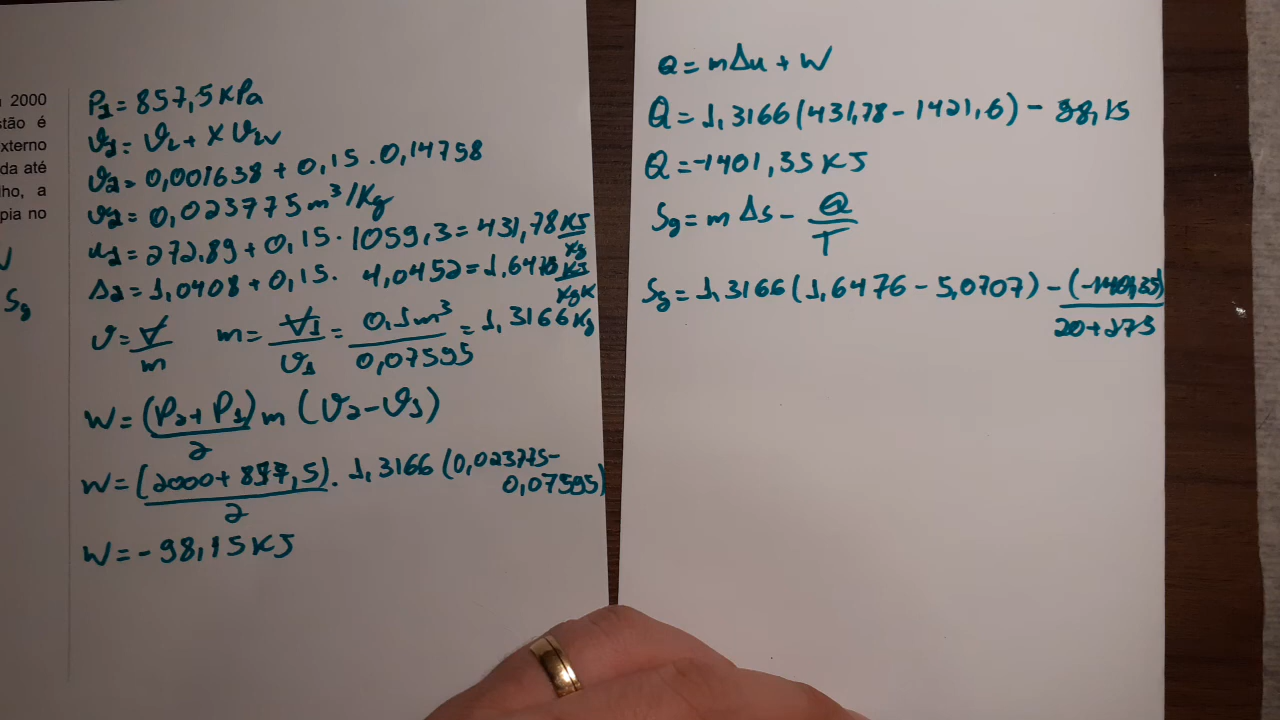 2000
stão é
xterno
da até
lho, a
pia no
Sg
P1 = 857,5 KPa
v2 = vL + X vLv
v2 = 0,001638 + 0,15 . 0,14758
v2 = 0,023775 m³/Kg
u2 = 272.89 + 0,15 . 1059,3 = 431,78 KJ/Kg
s2 = 1,0408 + 0,15 . 4,0452 = 1,6476 KJ/KgK
v = V/m m = V1/v1 = 0,1m³/0,07595 = 1,3166 Kg
W = (P2 + P1)/2 m (v2 - v1)
W = (2000 + 857,5)/2 . 1,3166 (0,023775-
0,07595)
W = -98,15 KJ
Q = mΔu + W
Q = 1,3166 (431,78 - 1421,6) - 98,15
Q = -1401,35 KJ
Sg = m Δs - Q/T
Sg = 1,3166 (1,6476 - 5,0707) - (-1401,35)/20+273